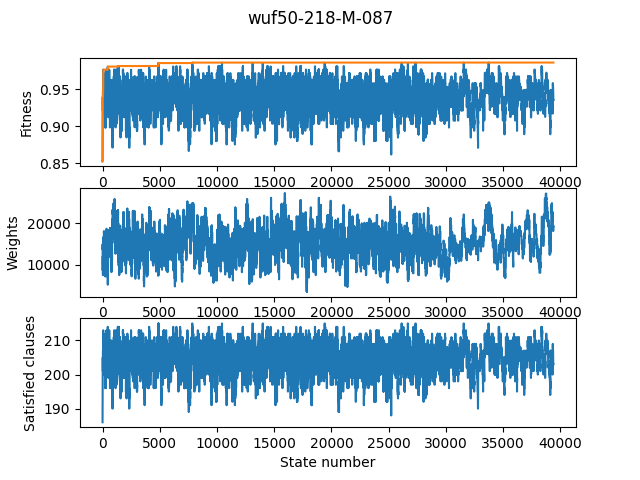 wuf50-218-M-087
0.95
0.90
0.85
Fitness
0 5000 10000 15000 20000 25000 30000 35000 40000
20000
10000
Weights
0 5000 10000 15000 20000 25000 30000 35000 40000
210
200
190
Satisfied clauses
0 5000 10000 15000 20000 25000 30000 35000 40000
State number